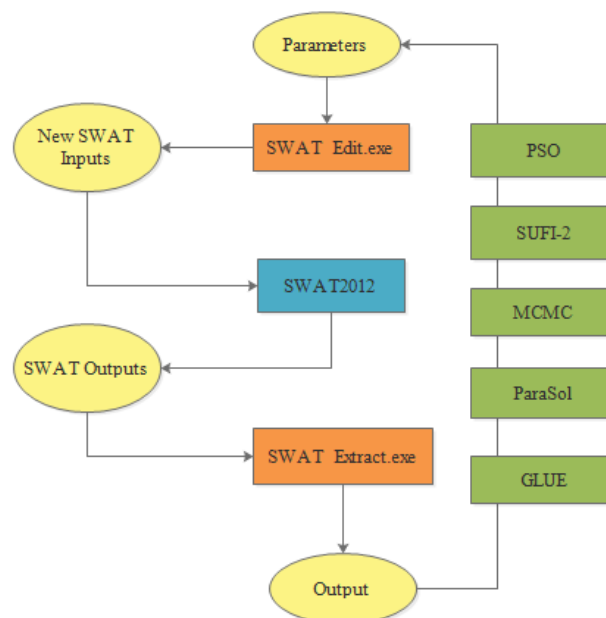 Parameters
New SWAT
Inputs
SWAT Edit.exe
PSO
SUFI-2
SWAT2012
MCMC
SWAT Outputs
ParaSol
SWAT Extract.exe
GLUE
Output